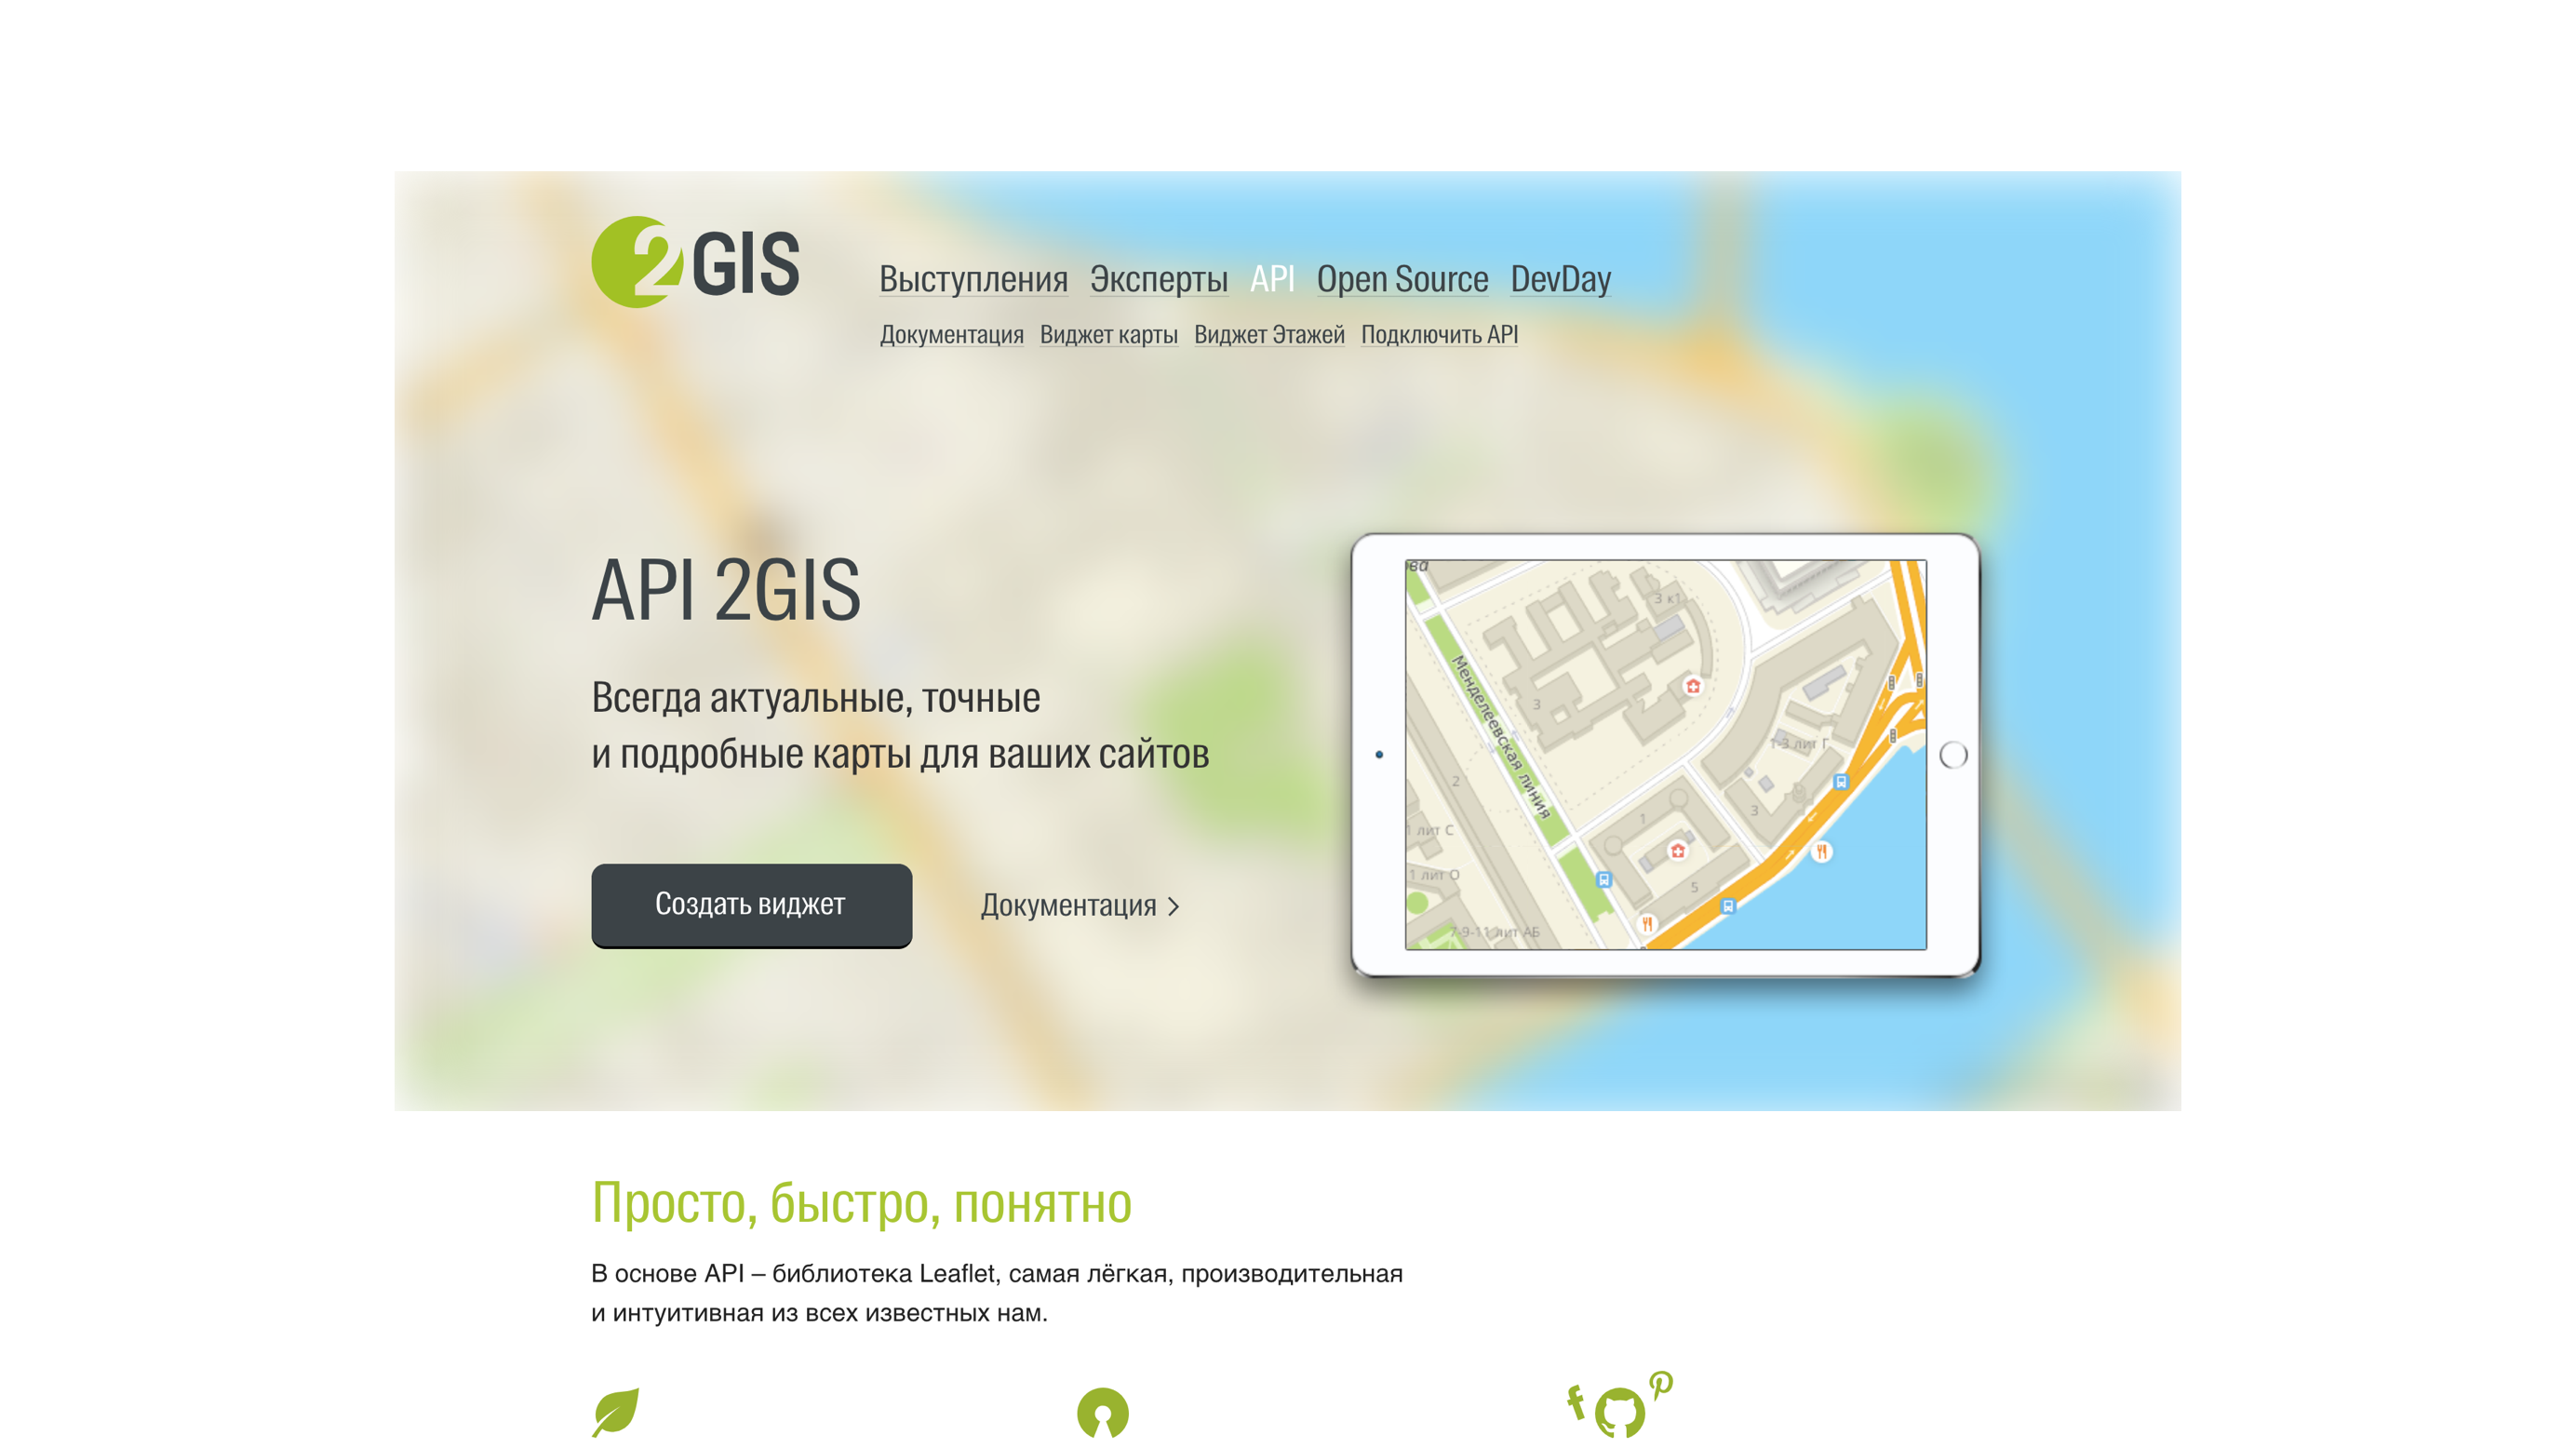 2GIS
Выступления Эксперты API Open Source DevDay
Документация Виджет карты Виджет Этажей Подключить API
API 2GIS
Всегда актуальные, точные
и подробные карты для ваших сайтов
Создать виджет
Документация >
ова
3 к1
Менделеевская линия
3
1-3 лит Г
2
3
1
1 лит С
1 лит О
5
7-9-11 лит АБ
Просто, быстро, понятно
В основе API – библиотека Leaflet, самая лёгкая, производительная
и интуитивная из всех известных нам.